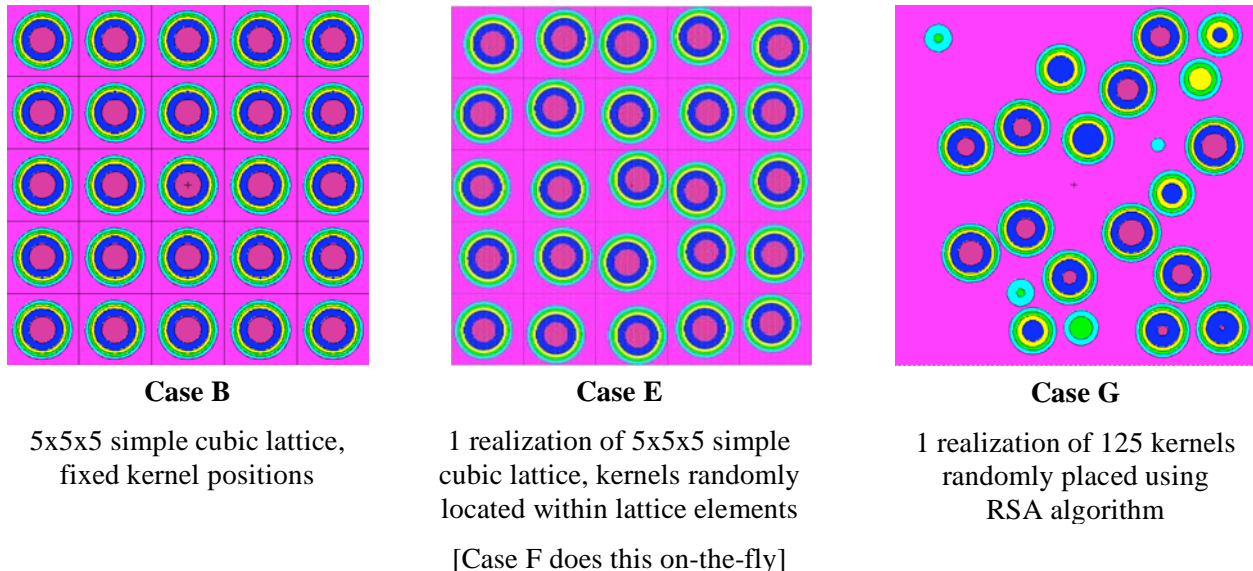 Case B
5x5x5 simple cubic lattice,
fixed kernel positions
Case E
1 realization of 5x5x5 simple
cubic lattice, kernels randomly
located within lattice elements
[Case F does this on-the-fly]
Case G
1 realization of 125 kernels
randomly placed using
RSA algorithm